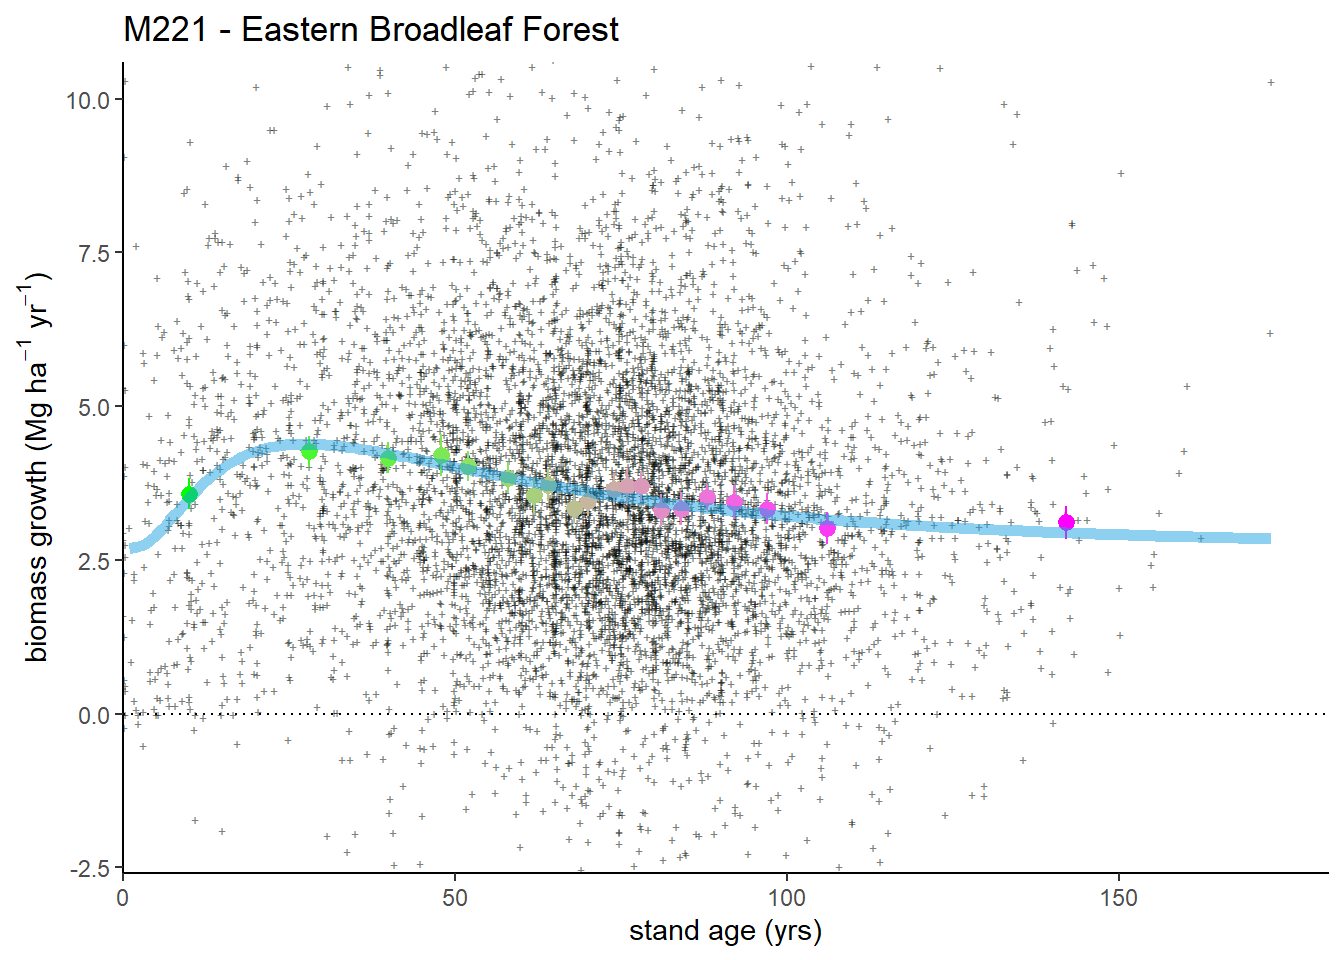 M221 - Eastern Broadleaf Forest
biomass growth (Mg ha⁻¹ yr⁻¹)
10.0
7.5
5.0
2.5
0.0
-2.5
0 50 100 150
stand age (yrs)